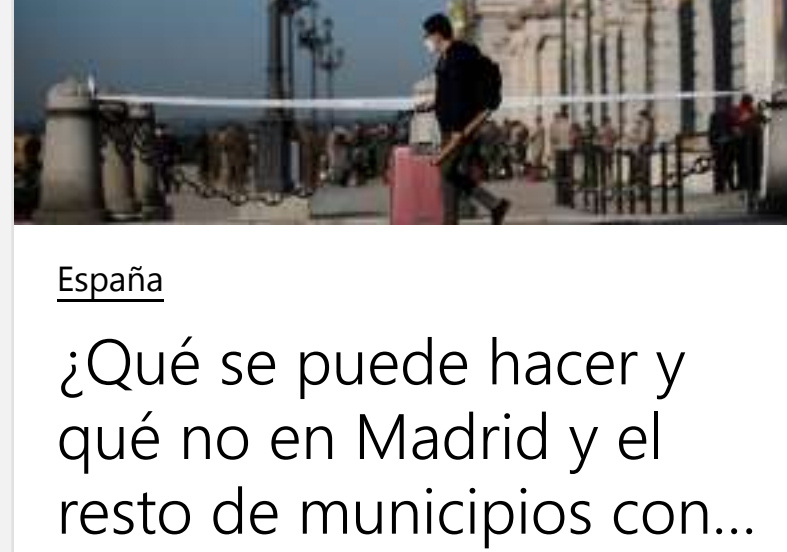 España
¿Qué se puede hacer y
qué no en Madrid y el
resto de municipios con...